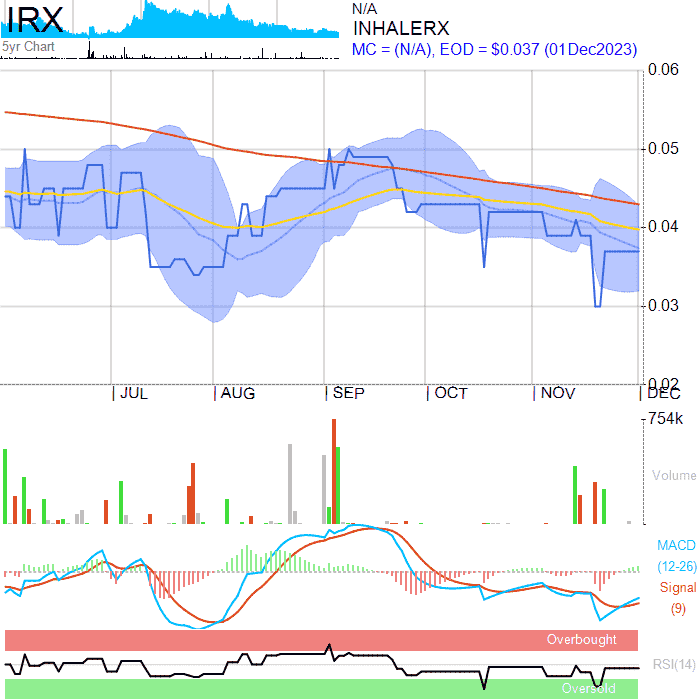 IRX
5yr Chart
N/A
INHALERX
MC = (N/A), EOD = $0.037 (01Dec2023)
0.06
0.05
0.04
0.03
0.02
JUL
AUG
SEP
OCT
NOV
DEC
754k
Volume
MACD
(12-26)
Signal
(9)
Overbought
RSI(14)
Oversold